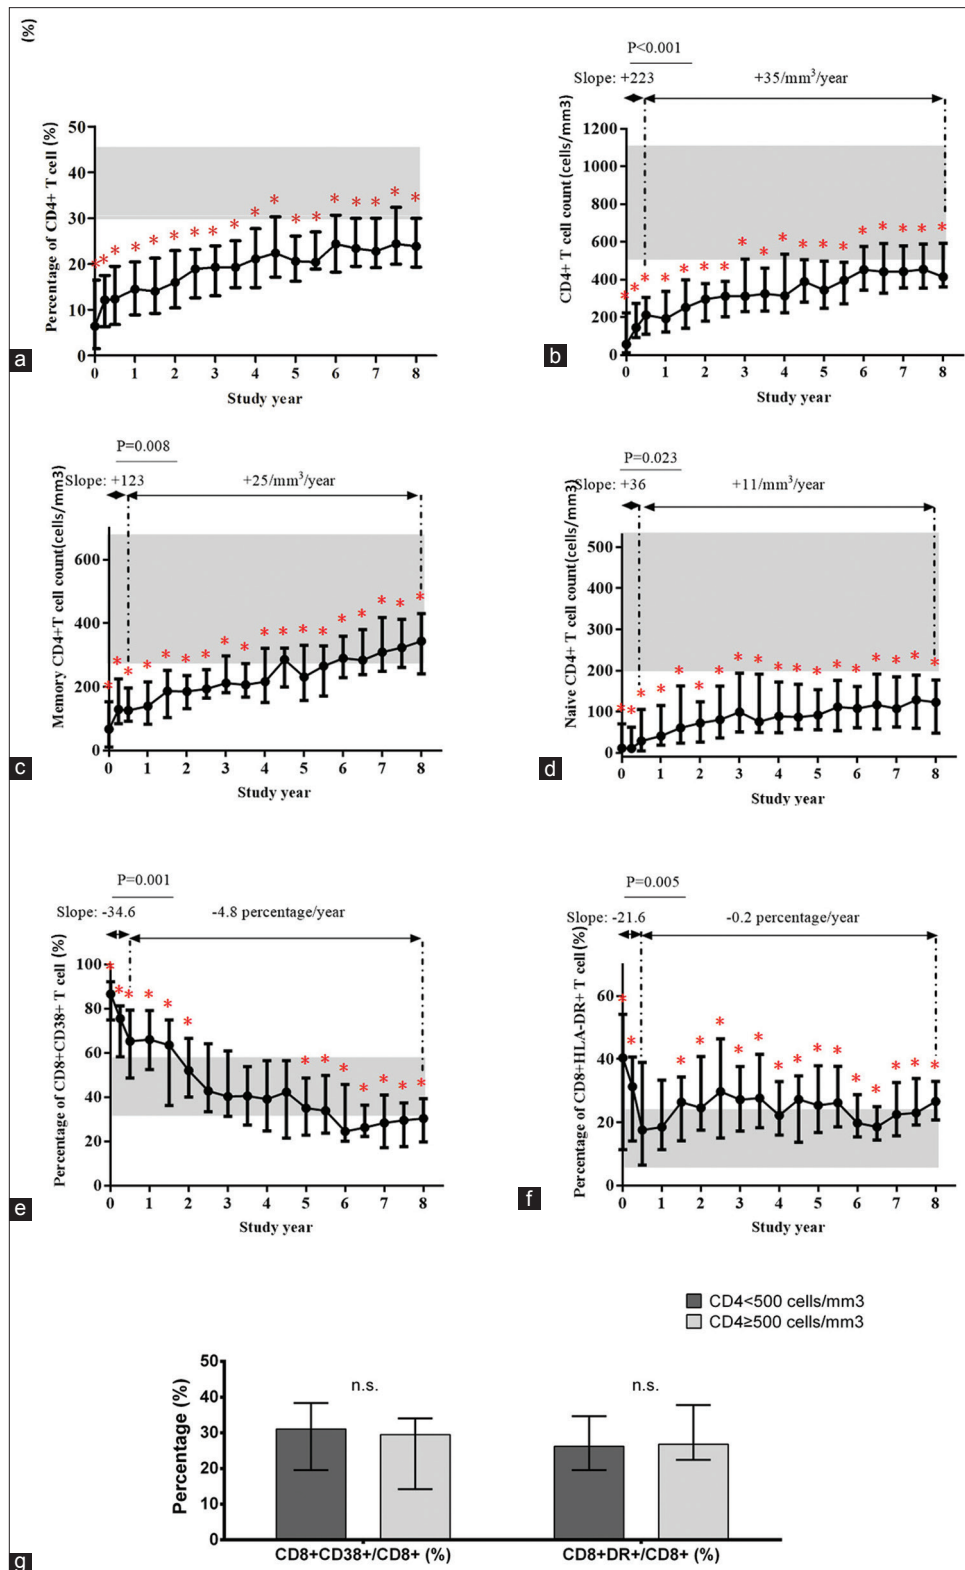 (%)
P<0.001
Slope: +223 +35/mm³/year
Percentage of CD4+ T cell (%)
50
40
30
20
10
0
* * * * * * * * * * * * * * * * * *
0 1 2 3 4 5 6 7 8
Study year
a
CD4+ T cell count(cells/mm3)
1200
1000
800
600
400
200
0
* * * * * * * * * * * * * * * * * *
0 1 2 3 4 5 6 7 8
Study year
b
P=0.008
Slope: +123 +25/mm³/year
Memory CD4+T cell count(cells/mm3)
600
400
200
0
* * * * * * * * * * * * * * * * * *
0 1 2 3 4 5 6 7 8
Study year
c
P=0.023
Slope: +36 +11/mm³/year
Naive CD4+ T cell count(cells/mm3)
500
400
300
200
100
0
* * * * * * * * * * * * * * * * * *
0 1 2 3 4 5 6 7 8
Study year
d
P=0.001
Slope: -34.6 -4.8 percentage/year
Percentage of CD8+CD38+ T cell (%)
100
80
60
40
20
0
* * * * * * * * * * * * *
0 1 2 3 4 5 6 7 8
Study year
e
P=0.005
Slope: -21.6 -0.2 percentage/year
Percentage of CD8+HLA-DR+ T cell (%)
60
40
20
0
* * * * * * * * * * * * * * * *
0 1 2 3 4 5 6 7 8
Study year
f
CD4<500 cells/mm3
CD4≥500 cells/mm3
Percentage (%)
50
40
30
20
10
0
n.s. n.s.
CD8+CD38+/CD8+ (%) CD8+DR+/CD8+ (%)
g